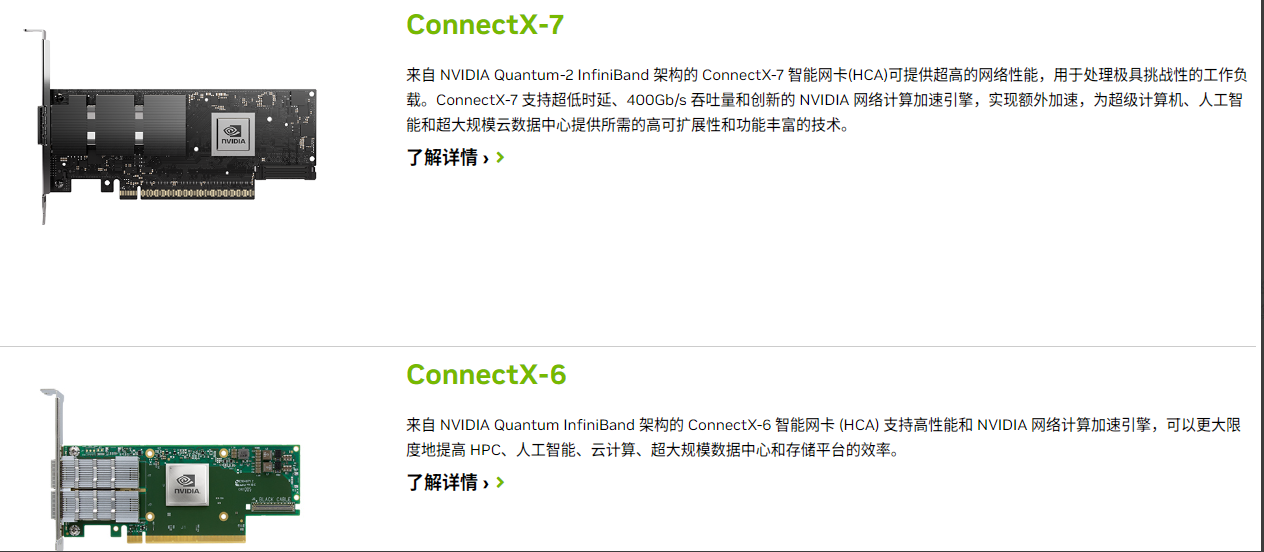 ConnectX-7
来自 NVIDIA Quantum-2 InfiniBand 架构的 ConnectX-7 智能网卡(HCA)可提供超高的网络性能，用于处理极具挑战性的工作负
载。ConnectX-7 支持超低时延、400Gb/s 吞吐量和创新的 NVIDIA 网络计算加速引擎，实现额外加速，为超级计算机、人工智
能和超大规模云数据中心提供所需的高可扩展性和功能丰富的技术。
了解详情 › ›
NVIDIA
ConnectX-6
来自 NVIDIA Quantum InfiniBand 架构的 ConnectX-6 智能网卡 (HCA) 支持高性能和 NVIDIA 网络计算加速引擎，可以更大限
度地提高 HPC、人工智能、云计算、超大规模数据中心和存储平台的效率。
了解详情 › ›
NVIDIA
BLACK CABLE